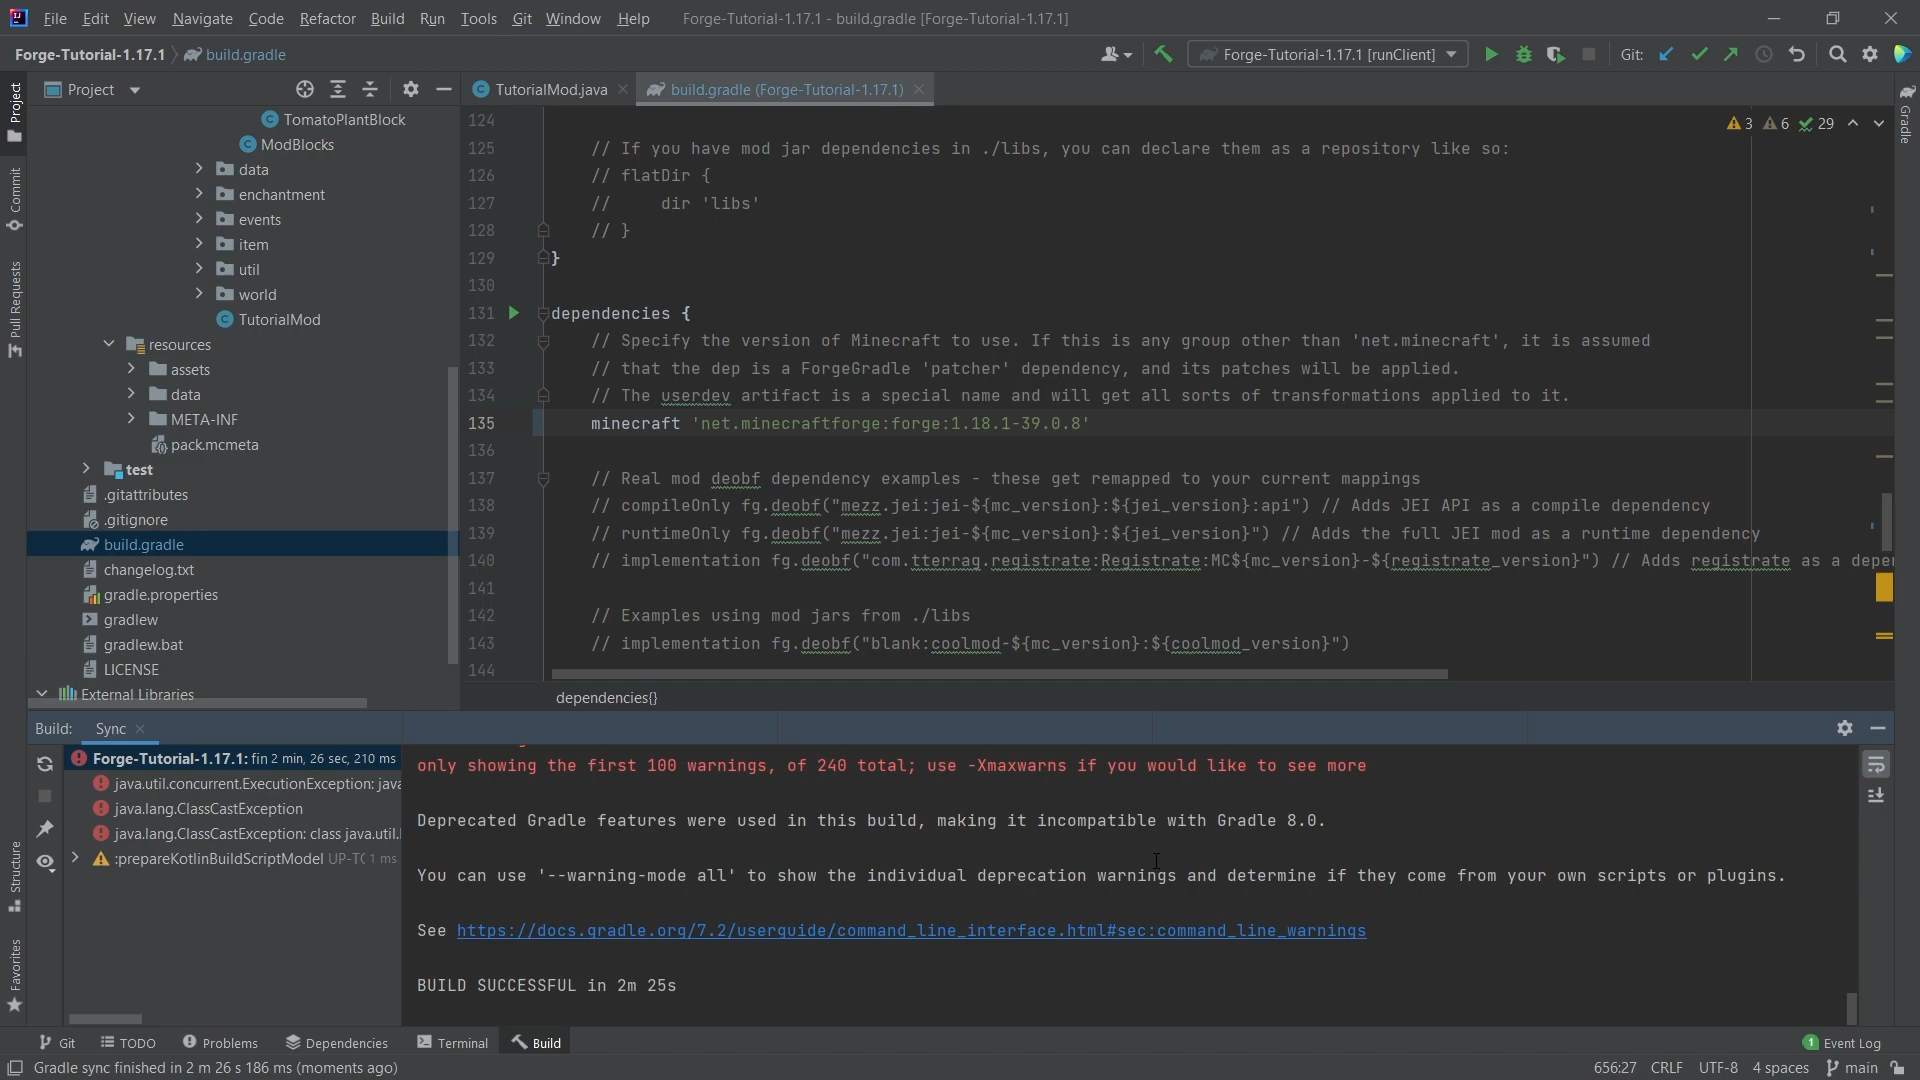 File Edit View Navigate Code Refactor Build Run Tools Git Window Help Forge-Tutorial-1.17.1 - build.gradle [Forge-Tutorial-1.17.1]
Forge-Tutorial-1.17.1 build.gradle Forge-Tutorial-1.17.1 [runClient] Git:
Project
TutorialMod.java build.gradle (Forge-Tutorial-1.17.1)
Project
Commit
Pull Requests
Structure
Favorites
Gradle
TomatoPlantBlock
ModBlocks
data
enchantment
events
item
util
world
TutorialMod
resources
assets
data
META-INF
pack.mcmeta
test
.gitattributes
.gitignore
build.gradle
changelog.txt
gradle.properties
gradlew
gradlew.bat
LICENSE
External Libraries
3 6 29
124
125 // If you have mod jar dependencies in ./libs, you can declare them as a repository like so:
126 // flatDir {
127 //     dir 'libs'
128 // }
129 }
130
131 dependencies {
132 // Specify the version of Minecraft to use. If this is any group other than 'net.minecraft', it is assumed
133 // that the dep is a ForgeGradle 'patcher' dependency, and its patches will be applied.
134 // The userdev artifact is a special name and will get all sorts of transformations applied to it.
135 minecraft 'net.minecraftforge:forge:1.18.1-39.0.8'
136
137 // Real mod deobf dependency examples - these get remapped to your current mappings
138 // compileOnly fg.deobf("mezz.jei:jei-${mc_version}:${jei_version}:api") // Adds JEI API as a compile dependency
139 // runtimeOnly fg.deobf("mezz.jei:jei-${mc_version}:${jei_version}") // Adds the full JEI mod as a runtime dependency
140 // implementation fg.deobf("com.tterrag.registrate:Registrate:MC${mc_version}-${registrate_version}") // Adds registrate as a depe
141
142 // Examples using mod jars from ./libs
143 // implementation fg.deobf("blank:coolmod-${mc_version}:${coolmod_version}")
144
dependencies{}
Build: Sync
Forge-Tutorial-1.17.1: fin 2 min, 26 sec, 210 ms
java.util.concurrent.ExecutionException: java
java.lang.ClassCastException
java.lang.ClassCastException: class java.util.
:prepareKotlinBuildScriptModel UP-T 1 ms
only showing the first 100 warnings, of 240 total; use -Xmaxwarns if you would like to see more
Deprecated Gradle features were used in this build, making it incompatible with Gradle 8.0.
You can use '--warning-mode all' to show the individual deprecation warnings and determine if they come from your own scripts or plugins.
See https://docs.gradle.org/7.2/userguide/command_line_interface.html#sec:command_line_warnings
BUILD SUCCESSFUL in 2m 25s
Git TODO Problems Dependencies Terminal Build 1 Event Log
Gradle sync finished in 2 m 26 s 186 ms (moments ago) 656:27 CRLF UTF-8 4 spaces main